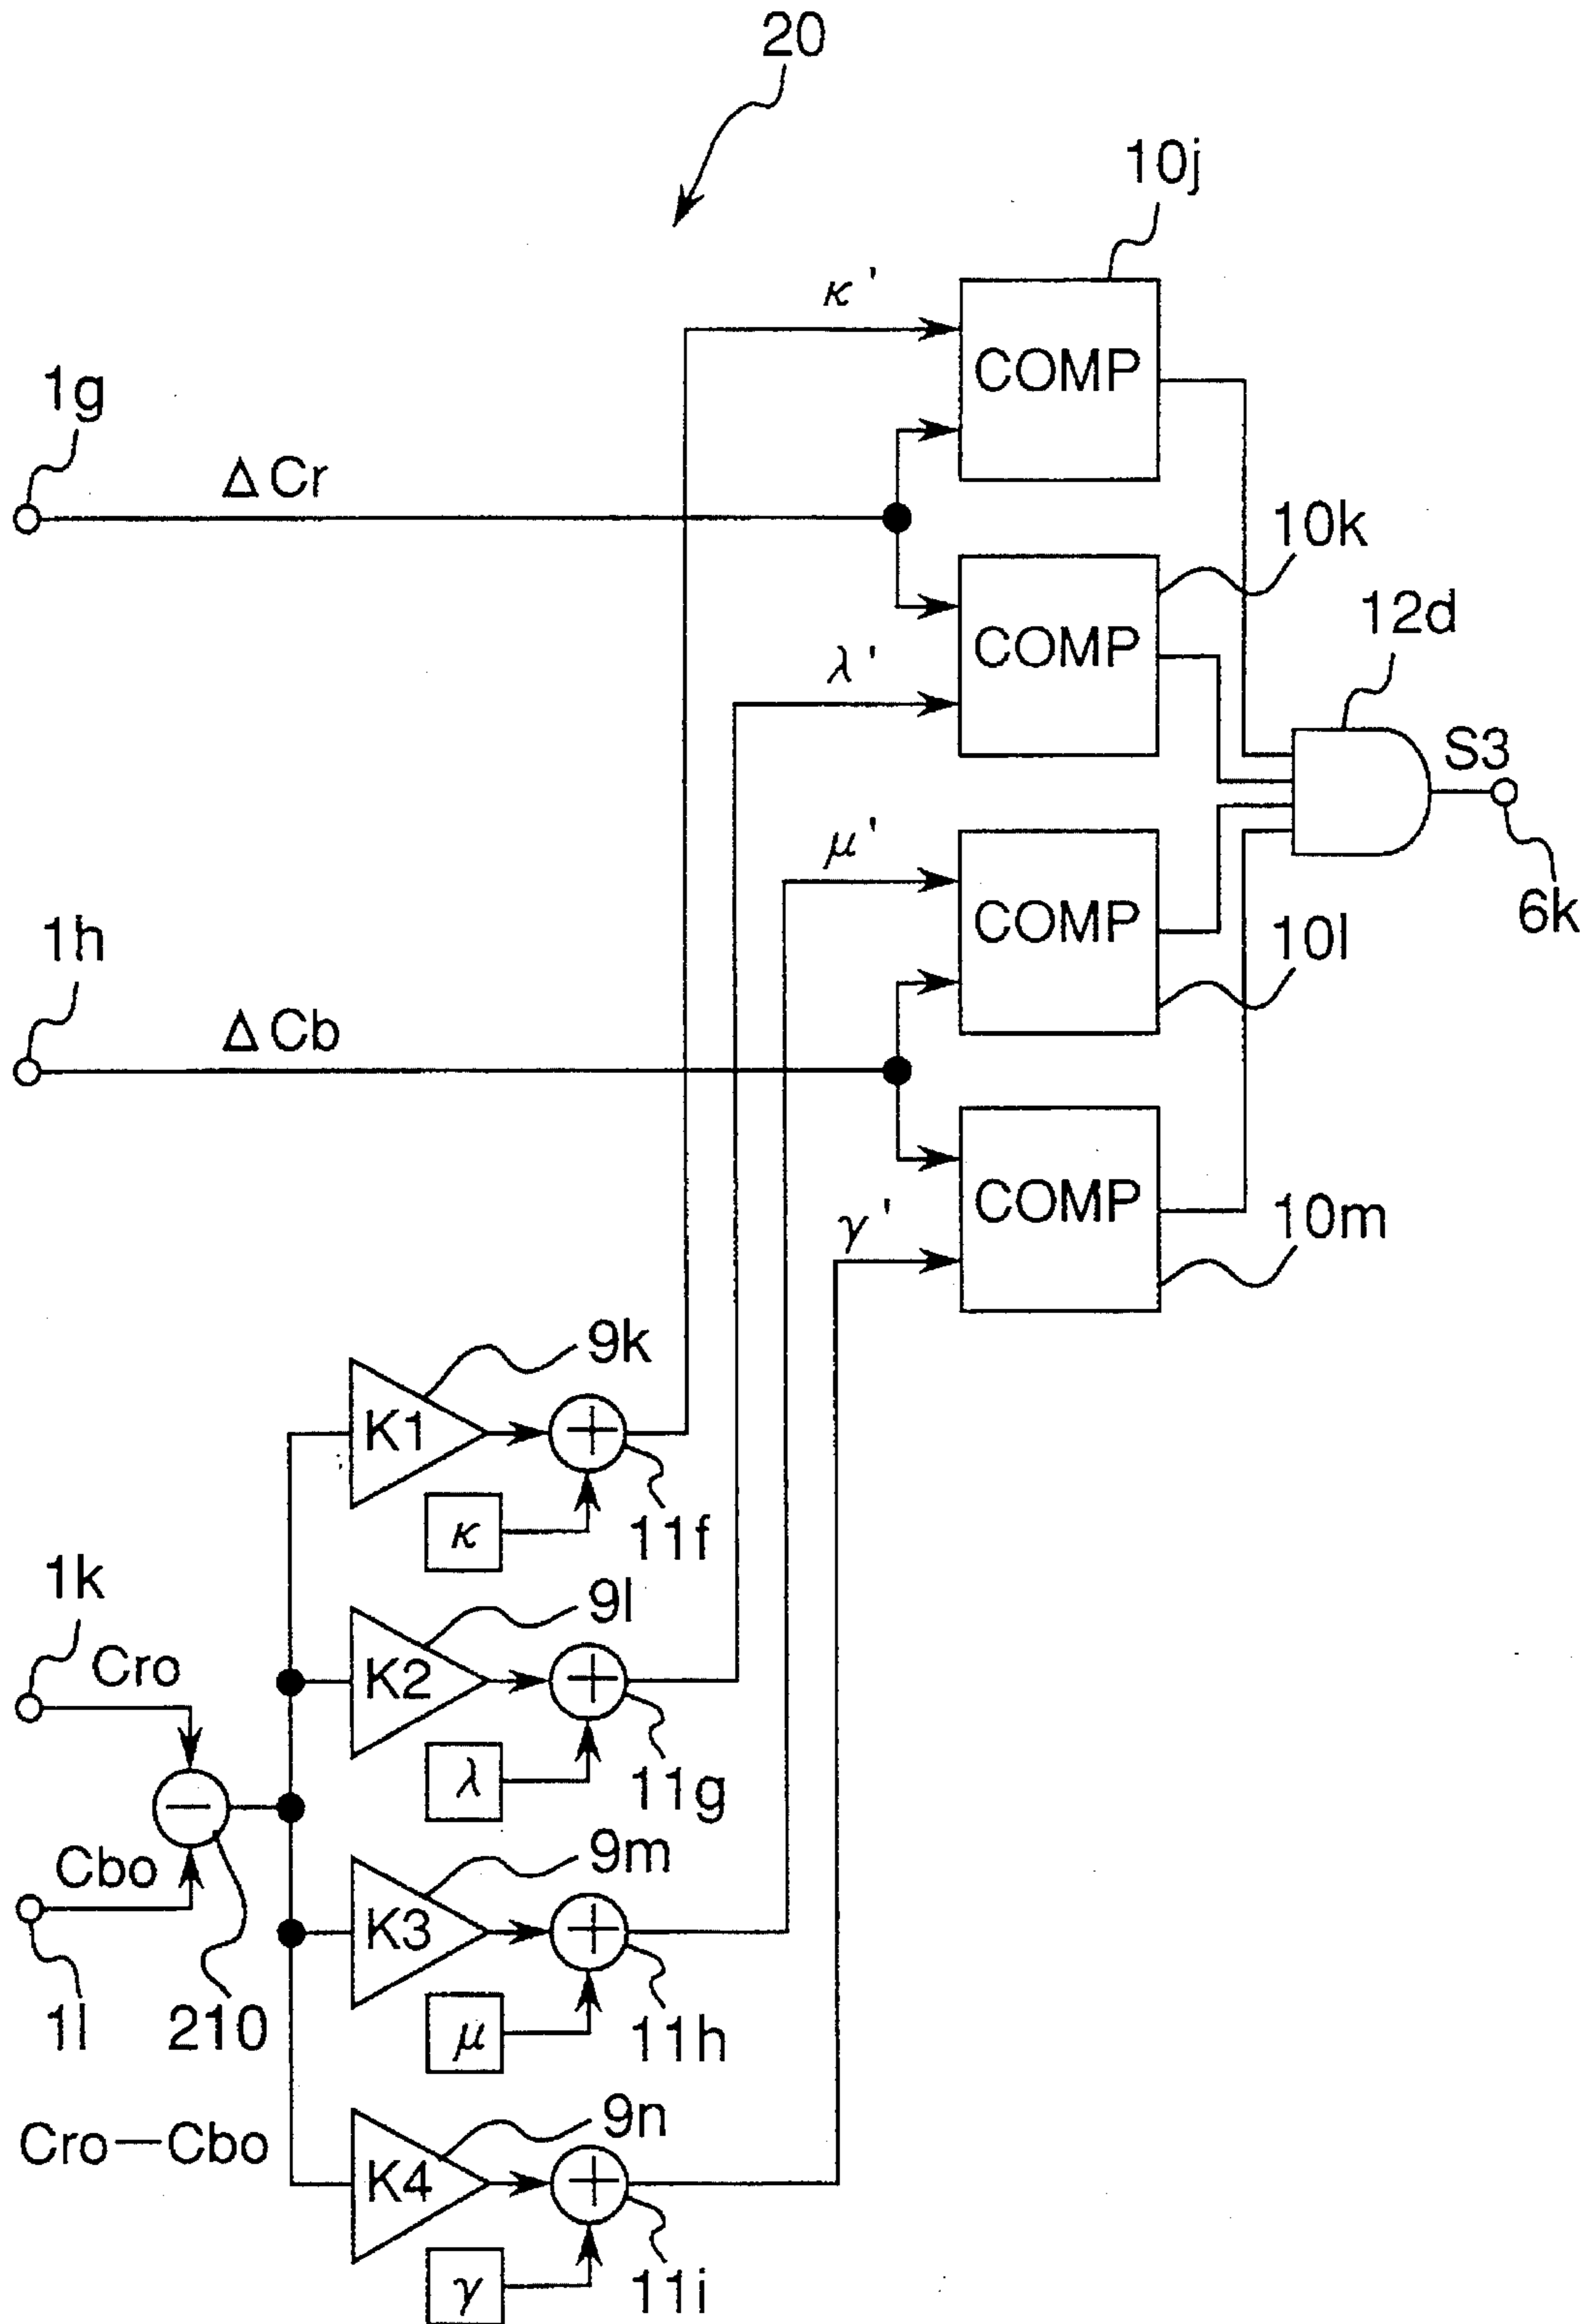 20
10j
κ'
COMP
1g
ΔCr
10k
COMP
12d
λ'
S3
μ'
COMP
6k
1h
10l
ΔCb
COMP
γ'
10m
9k
K1
κ
11f
1k
9l
Cro
K2
λ
11g
Cbo
9m
K3
1l
210
μ
11h
9n
Cro—Cbo
K4
γ
11i